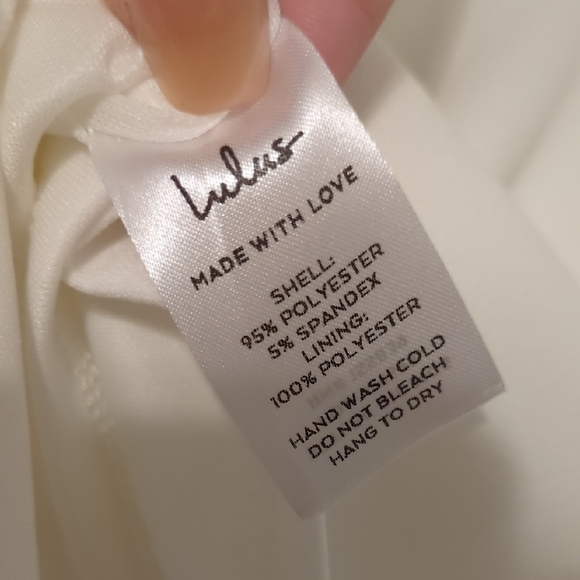 Lulus
MADE WITH LOVE
SHELL:
95% POLYESTER
5% SPANDEX
LINING:
100% POLYESTER
HAND WASH COLD
DO NOT BLEACH
HANG TO DRY